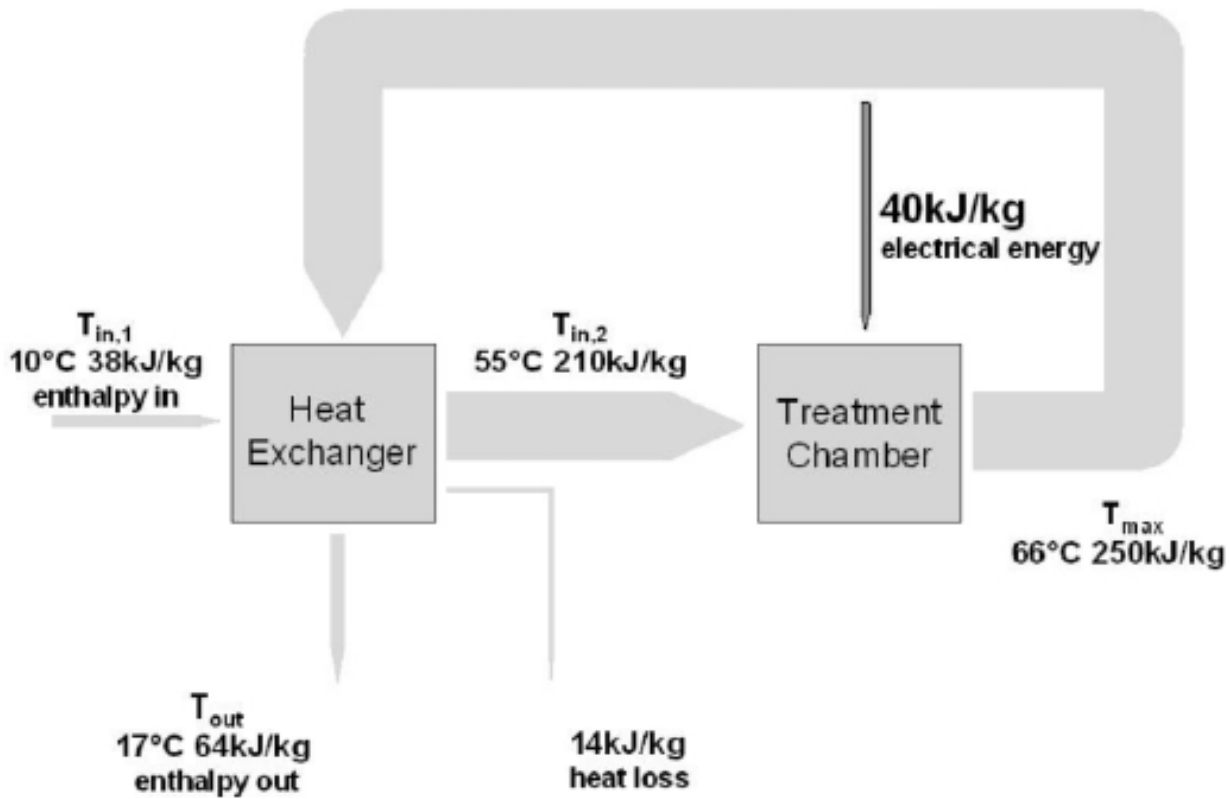 40kJ/kg
electrical energy
T_in,1
10°C 38kJ/kg
enthalpy in
T_in,2
55°C 210kJ/kg
Heat
Exchanger
Treatment
Chamber
T_max
66°C 250kJ/kg
T_out
17°C 64kJ/kg
enthalpy out
14kJ/kg
heat loss